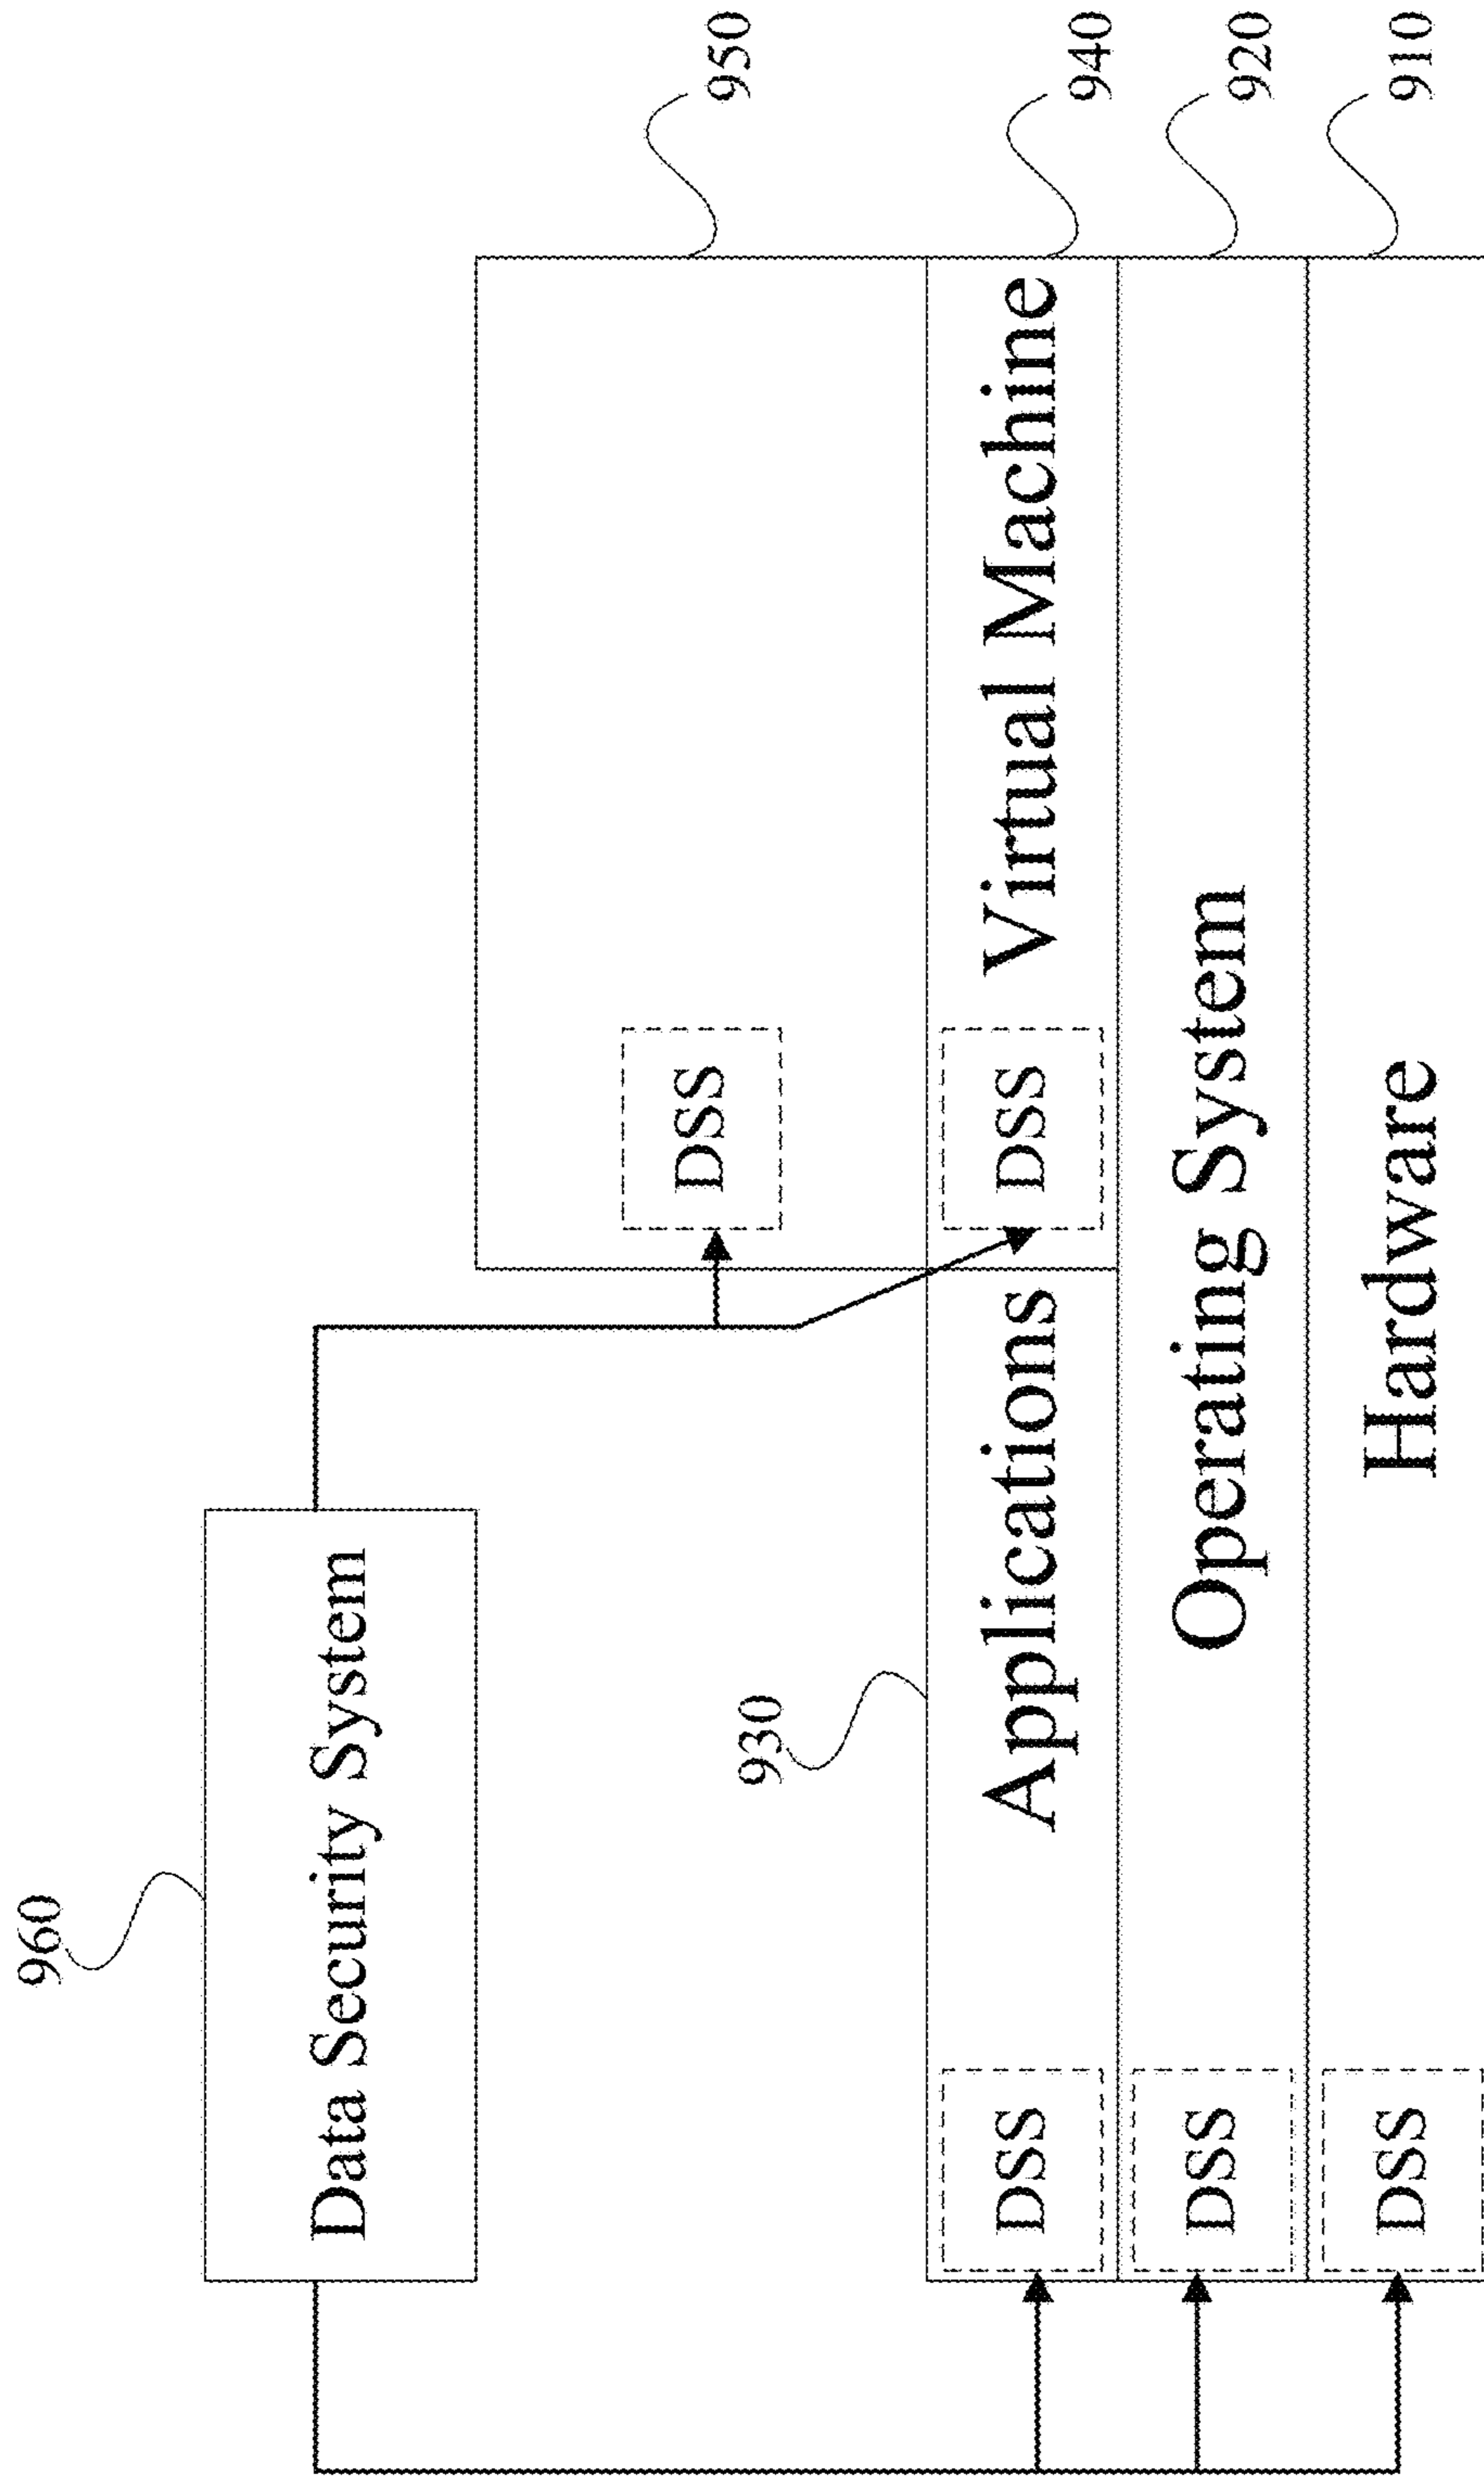 960
Data Security System
950
DSS
930
DSS
Applications
DSS
Virtual Machine
940
DSS
Operating System
920
DSS
Hardware
910